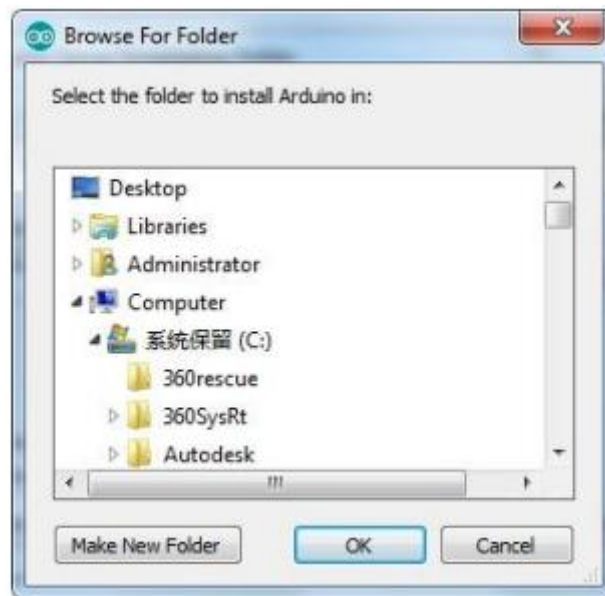 Browse For Folder
Select the folder to install Arduino in:
Desktop
Libraries
Administrator
Computer
系统保留 (C:)
360rescue
360SysRt
Autodesk
Make New Folder
OK
Cancel